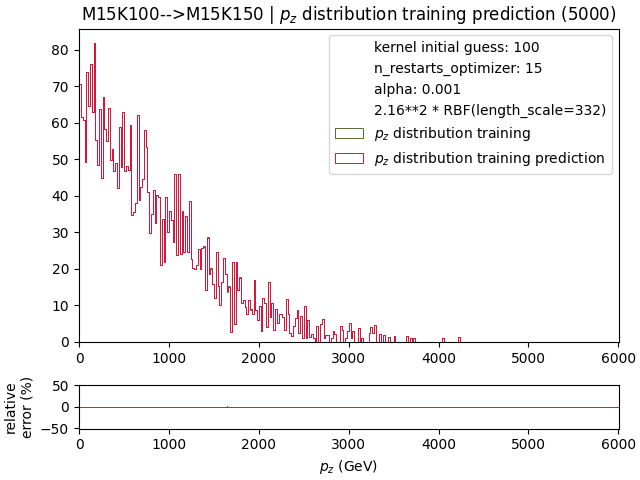 M15K100-->M15K150 | p_z distribution training prediction (5000)
kernel initial guess: 100
n_restarts_optimizer: 15
alpha: 0.001
2.16**2 * RBF(length_scale=332)
p_z distribution training
p_z distribution training prediction
80
70
60
50
40
30
20
10
0
0 1000 2000 3000 4000 5000 6000
relative
error (%)
50
0
−50
0 1000 2000 3000 4000 5000 6000
p_z (GeV)